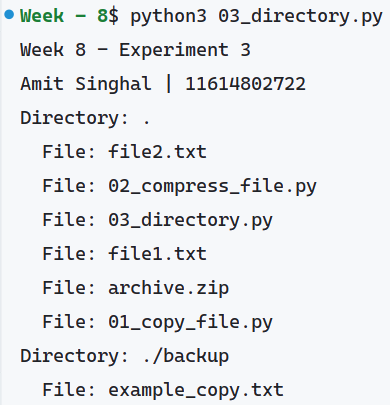 Week - 8$ python3 03_directory.py
Week 8 - Experiment 3
Amit Singhal | 11614802722
Directory: .
  File: file2.txt
  File: 02_compress_file.py
  File: 03_directory.py
  File: file1.txt
  File: archive.zip
  File: 01_copy_file.py
Directory: ./backup
  File: example_copy.txt